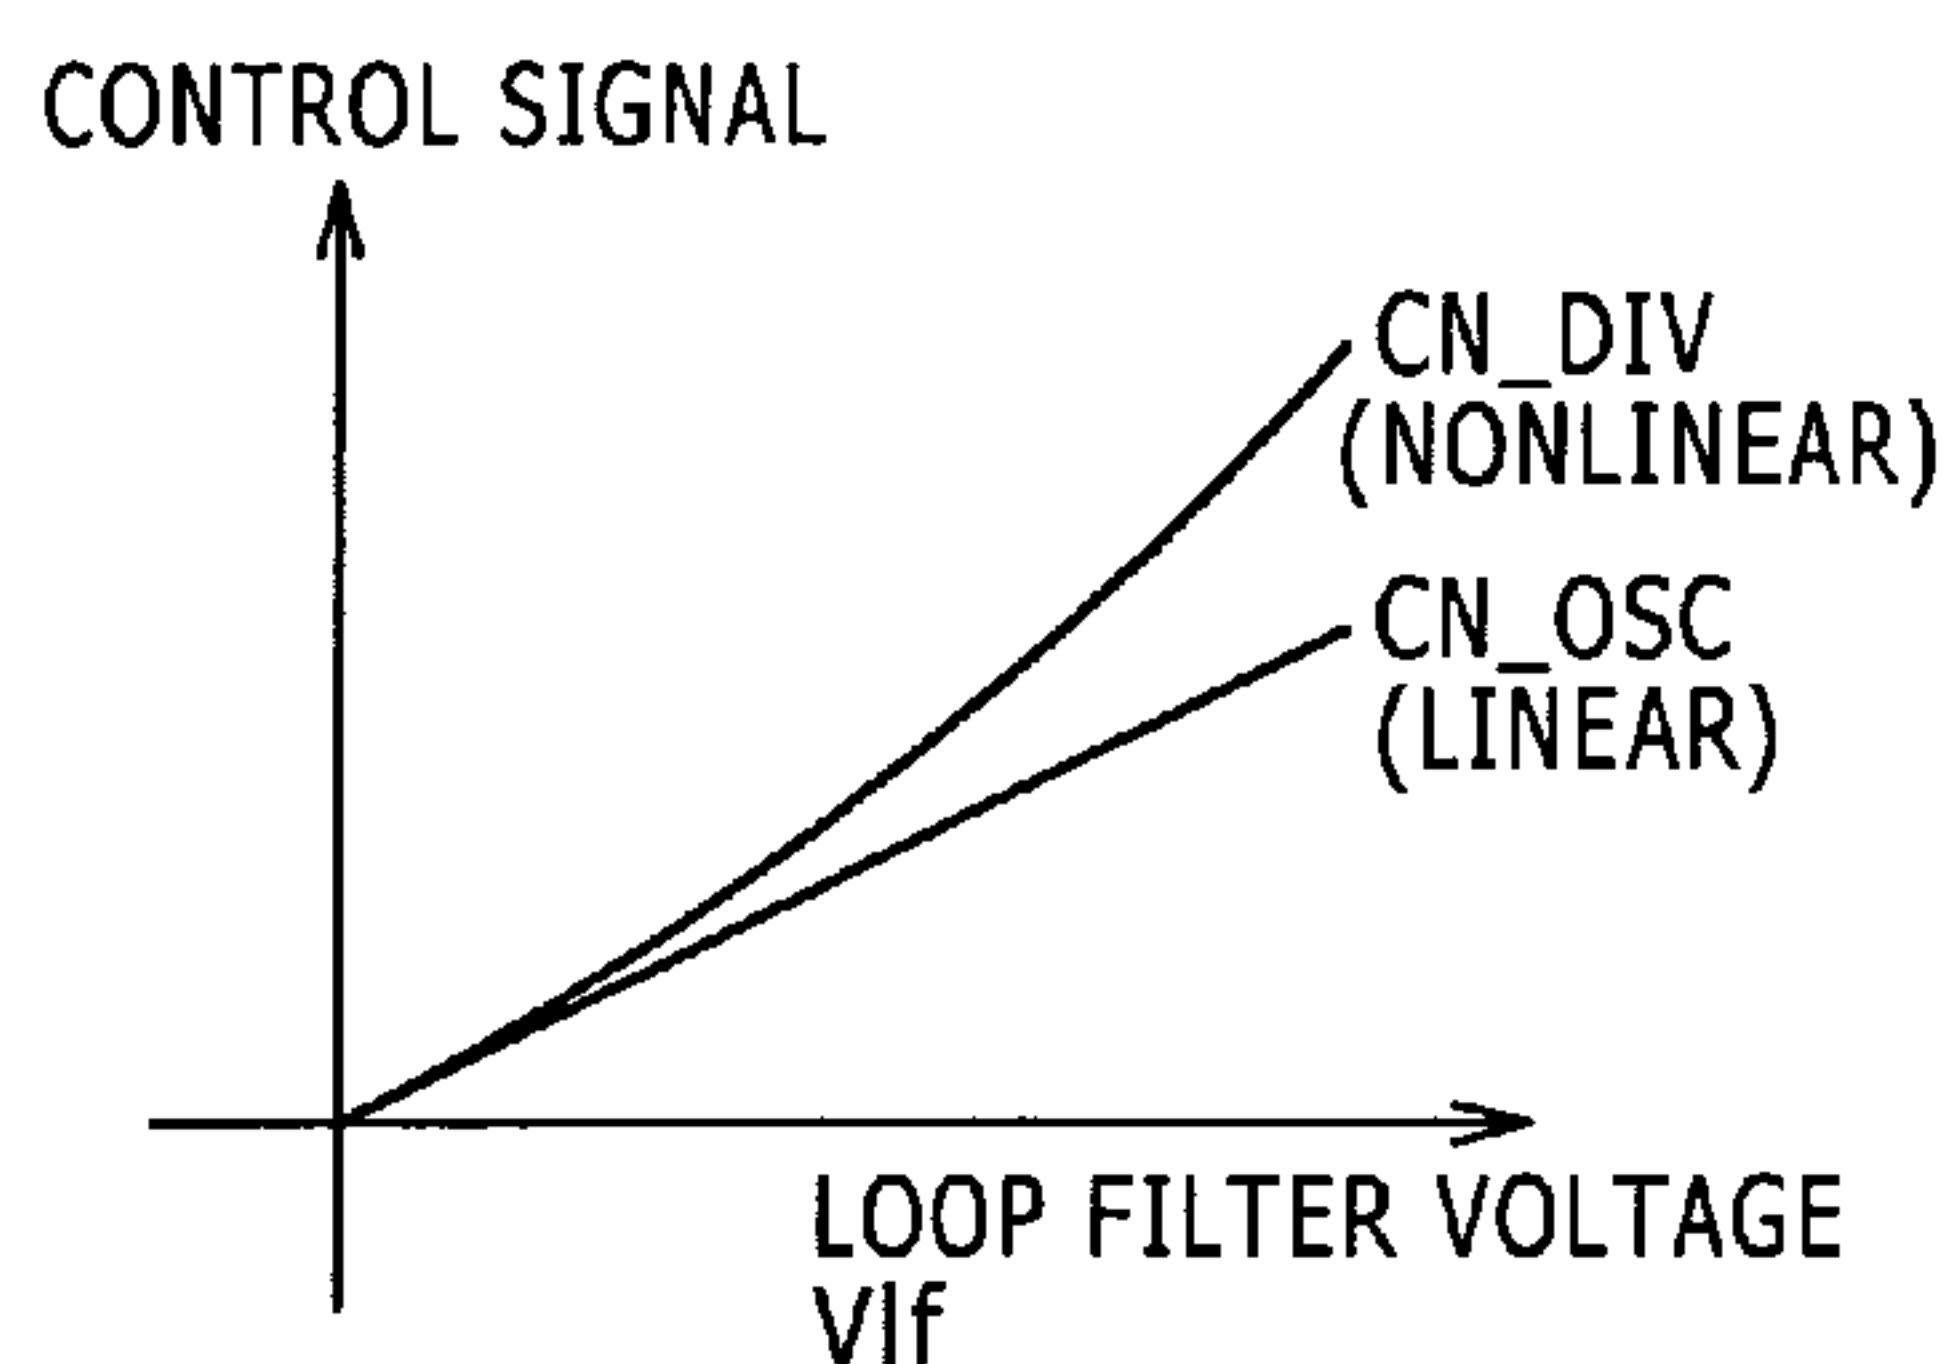 CONTROL SIGNAL
CN_DIV
(NONLINEAR)
CN_OSC
(LINEAR)
LOOP FILTER VOLTAGE
Vlf